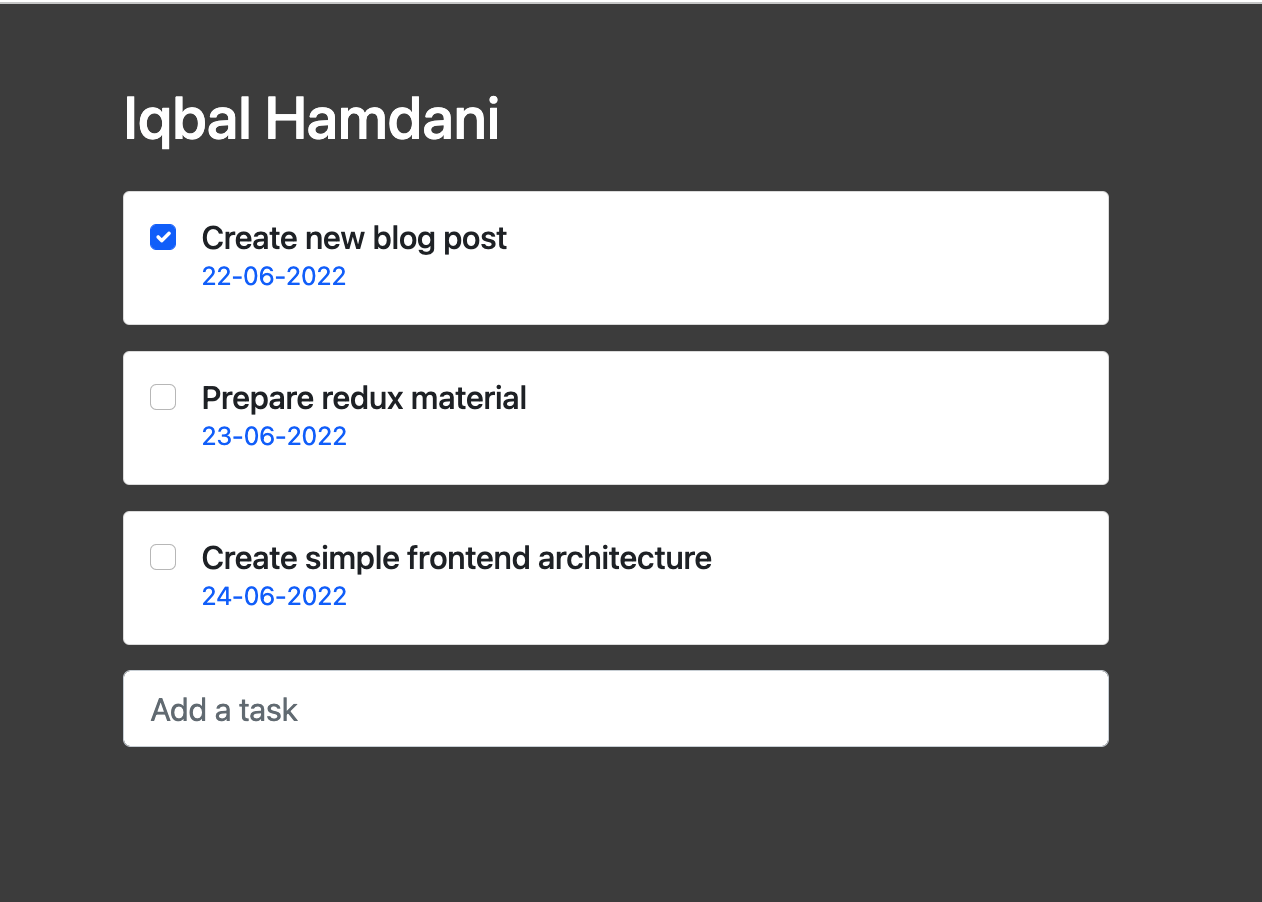 Iqbal Hamdani
Create new blog post
22-06-2022
Prepare redux material
23-06-2022
Create simple frontend architecture
24-06-2022
Add a task